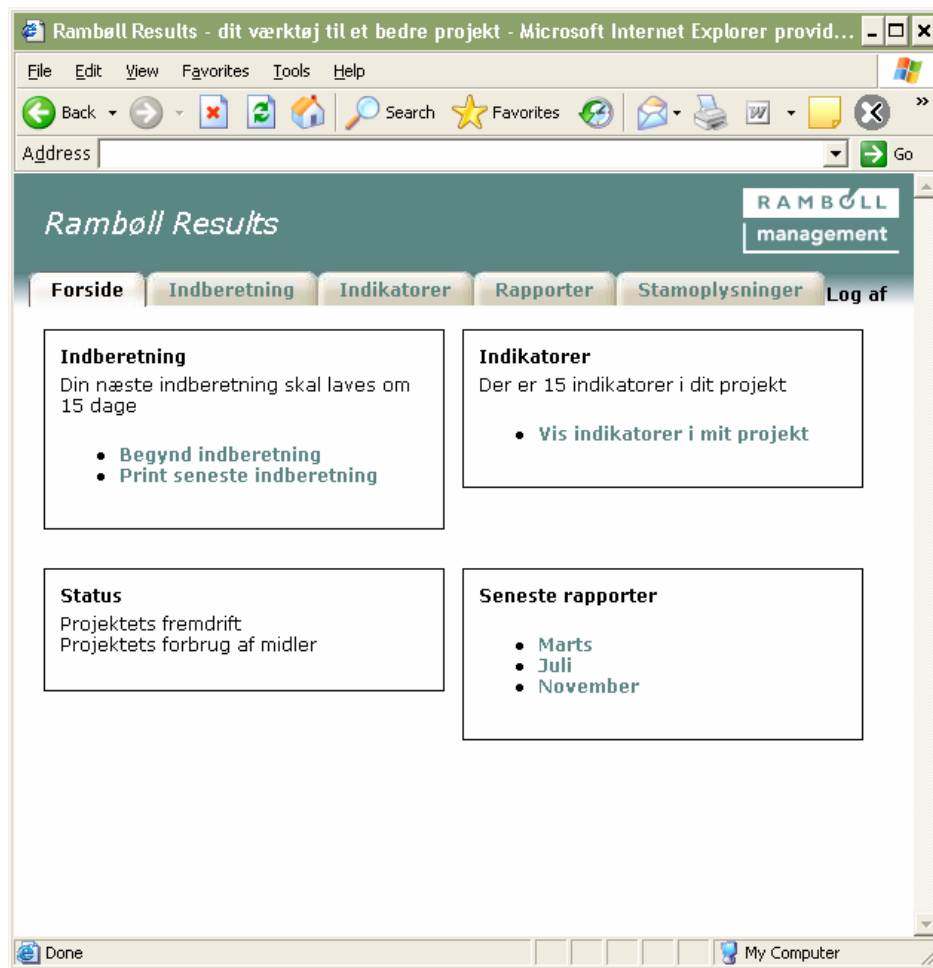 Rambøll Results - dit værktøj til et bedre projekt - Microsoft Internet Explorer provid...
File Edit View Favorites Tools Help
Back Search Favorites »
Address Go
Rambøll Results
RAMBOLL
management
Forside Indberetning Indikatorer Rapporter Stamoplysninger Log af
Indberetning
Din næste indberetning skal laves om
15 dage
• Begynd indberetning
• Print seneste indberetning
Indikatorer
Der er 15 indikatorer i dit projekt
• Vis indikatorer i mit projekt
Status
Projektets fremdrift
Projektets forbrug af midler
Seneste rapporter
• Marts
• Juli
• November
Done My Computer